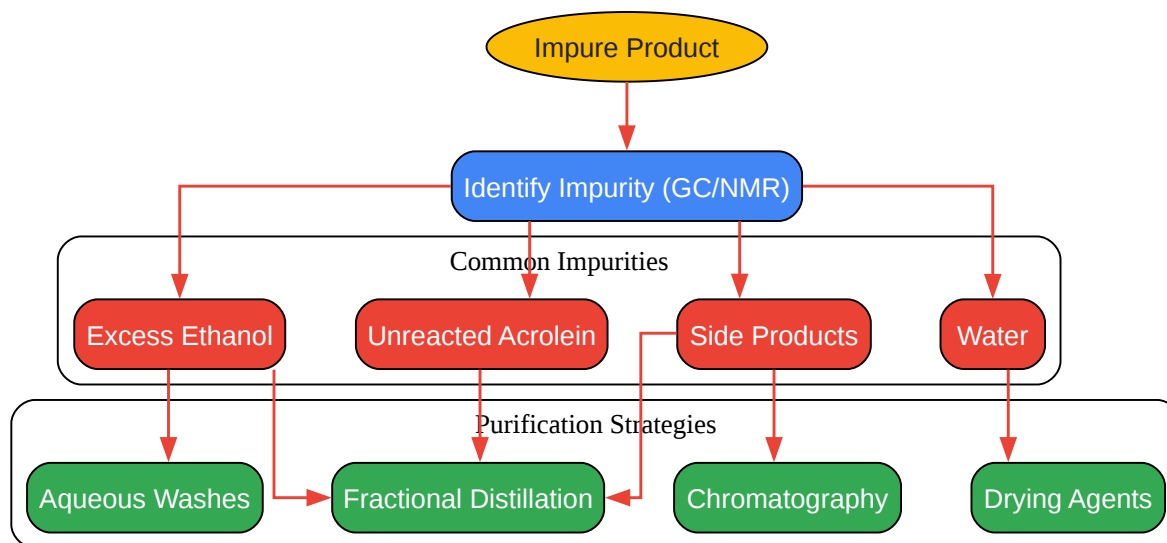 Impure Product
Identify Impurity (GC/NMR)
Common Impurities
Excess Ethanol
Unreacted Acrolein
Side Products
Water
Purification Strategies
Aqueous Washes
Fractional Distillation
Chromatography
Drying Agents